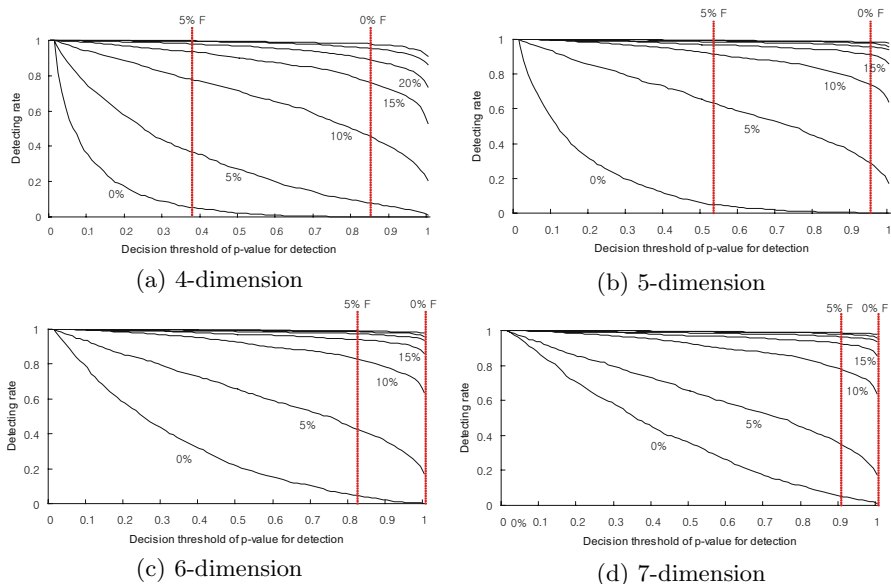 5% F 0% F
1
0.8
0.6
0.4
0.2
0
Detecting rate
20%
15%
10%
5%
0%
0 0.1 0.2 0.3 0.4 0.5 0.6 0.7 0.8 0.9 1
Decision threshold of p-value for detection
(a) 4-dimension
5% F 0% F
1
0.8
0.6
0.4
0.2
0
Detecting rate
15%
10%
5%
0%
0 0.1 0.2 0.3 0.4 0.5 0.6 0.7 0.8 0.9 1
Decision threshold of p-value for detection
(b) 5-dimension
5% F 0% F
1
0.8
0.6
0.4
0.2
0
Detecting rate
15%
10%
5%
0%
0 0.1 0.2 0.3 0.4 0.5 0.6 0.7 0.8 0.9 1
Decision threshold of p-value for detection
(c) 6-dimension
5% F 0% F
1
0.8
0.6
0.4
0.2
0
Detecting rate
15%
10%
5%
0%
0 0% 0.1 0.2 0.3 0.4 0.5 0.6 0.7 0.8 0.9 1
Decision threshold of p-value for detection
(d) 7-dimension